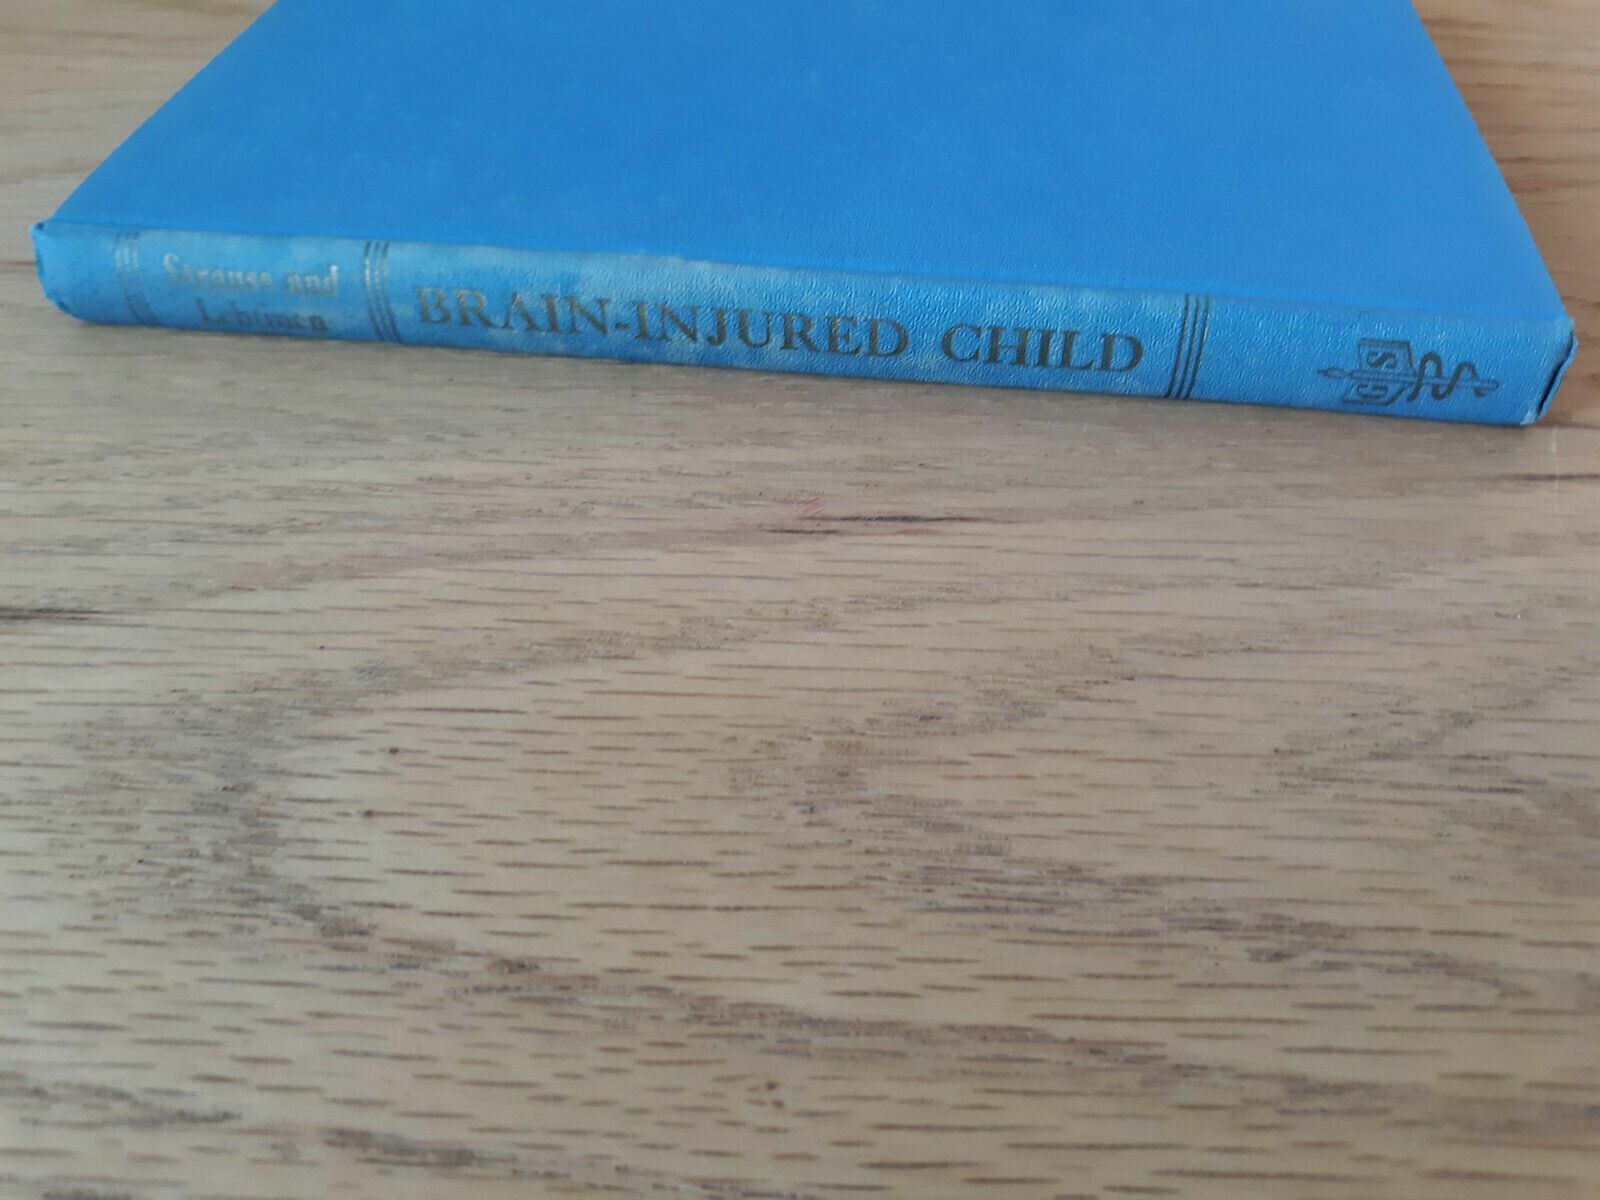 Strauss and
Lehtinen
BRAIN-INJURED CHILD
G S